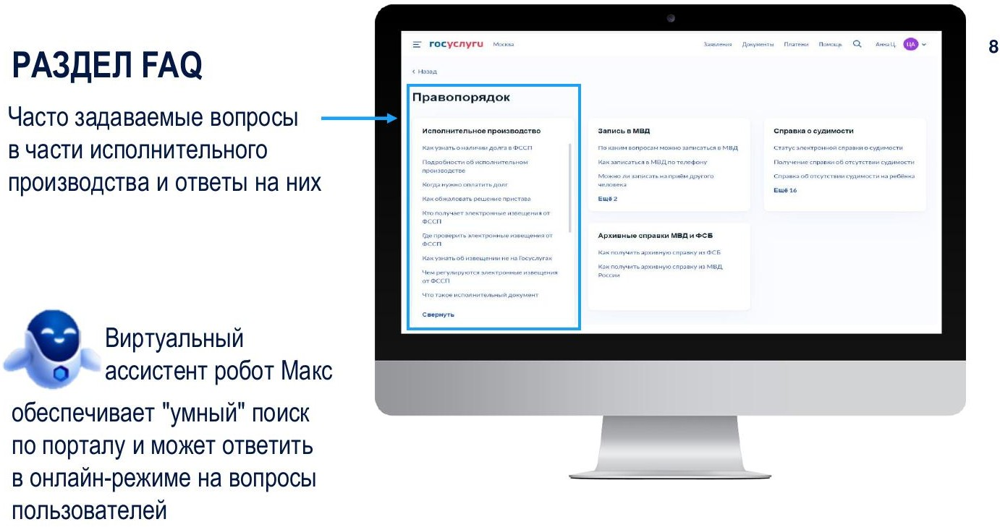 8
РАЗДЕЛ FAQ
Часто задаваемые вопросы
в части исполнительного
производства и ответы на них
Виртуальный
ассистент робот Макс
обеспечивает "умный" поиск
по порталу и может ответить
в онлайн-режиме на вопросы
пользователей
госуслуги Москва Заявления Документы Платежи Помощь Анна Ц. ЦА
Назад
Правопорядок
Исполнительное производство
Как узнать о наличии долга в ФССП
Подробности об исполнительном
производстве
Когда нужно оплатить долг
Как обжаловать решение пристава
Кто получает электронные извещения от
ФССП
Где проверить электронные извещения от
ФССП
Как узнать об извещении не на Госуслугах
Чем регулируются электронные извещения
от ФССП
Что такое исполнительный документ
Свернуть
Запись в МВД
По каким вопросам можно записаться в МВД
Как записаться в МВД по телефону
Можно ли записать на приём другого
человека
Ещё 2
Справка о судимости
Статус электронной справки о судимости
Получение справки об отсутствии судимости
Справка об отсутствии судимости на ребёнка
Ещё 16
Архивные справки МВД и ФСБ
Как получить архивную справку из ФСБ
Как получить архивную справку из МВД
России